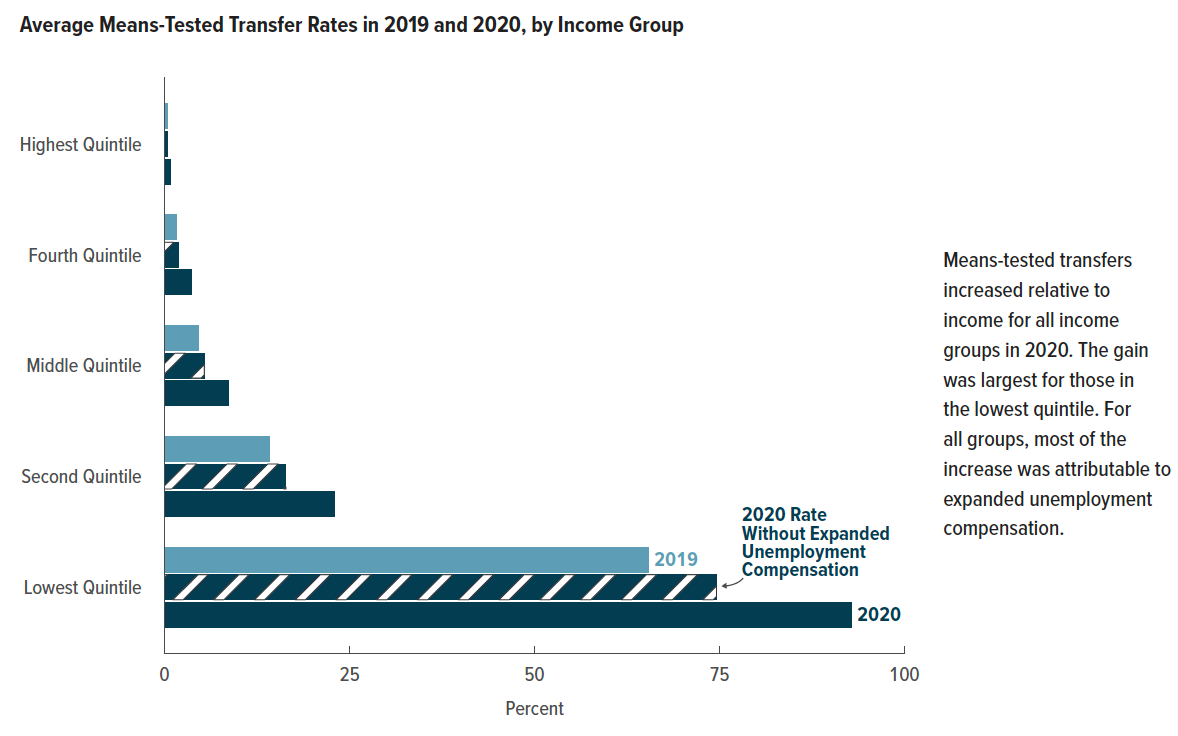 Average Means-Tested Transfer Rates in 2019 and 2020, by Income Group
Highest Quintile
Fourth Quintile
Middle Quintile
Second Quintile
Lowest Quintile
2019
2020 Rate
Without Expanded
Unemployment
Compensation
2020
0
25
50
75
100
Percent
Means-tested transfers
increased relative to
income for all income
groups in 2020. The gain
was largest for those in
the lowest quintile. For
all groups, most of the
increase was attributable to
expanded unemployment
compensation.